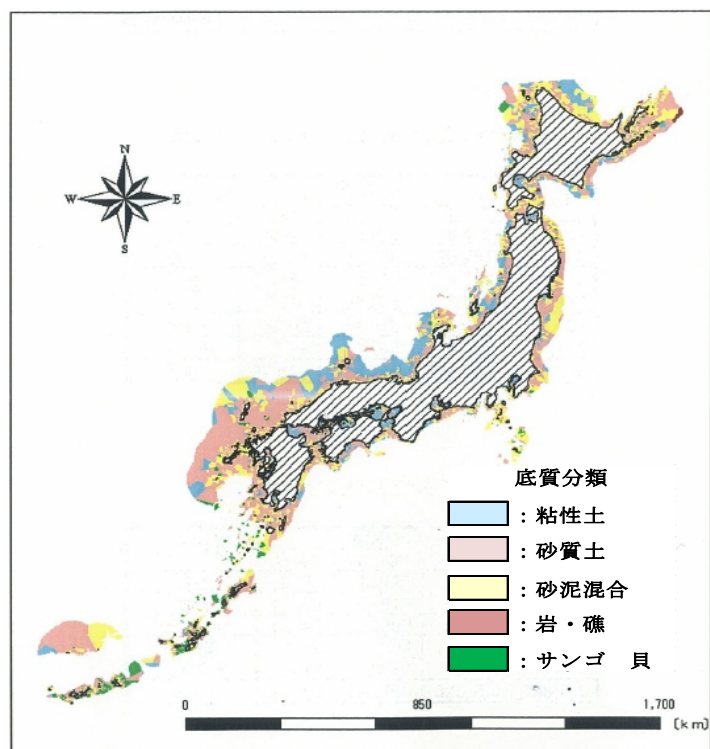 N
W E
S
底質分類
：粘性土
：砂質土
：砂泥混合
：岩・礁
：サンゴ　貝
0 850 1,700
(km)